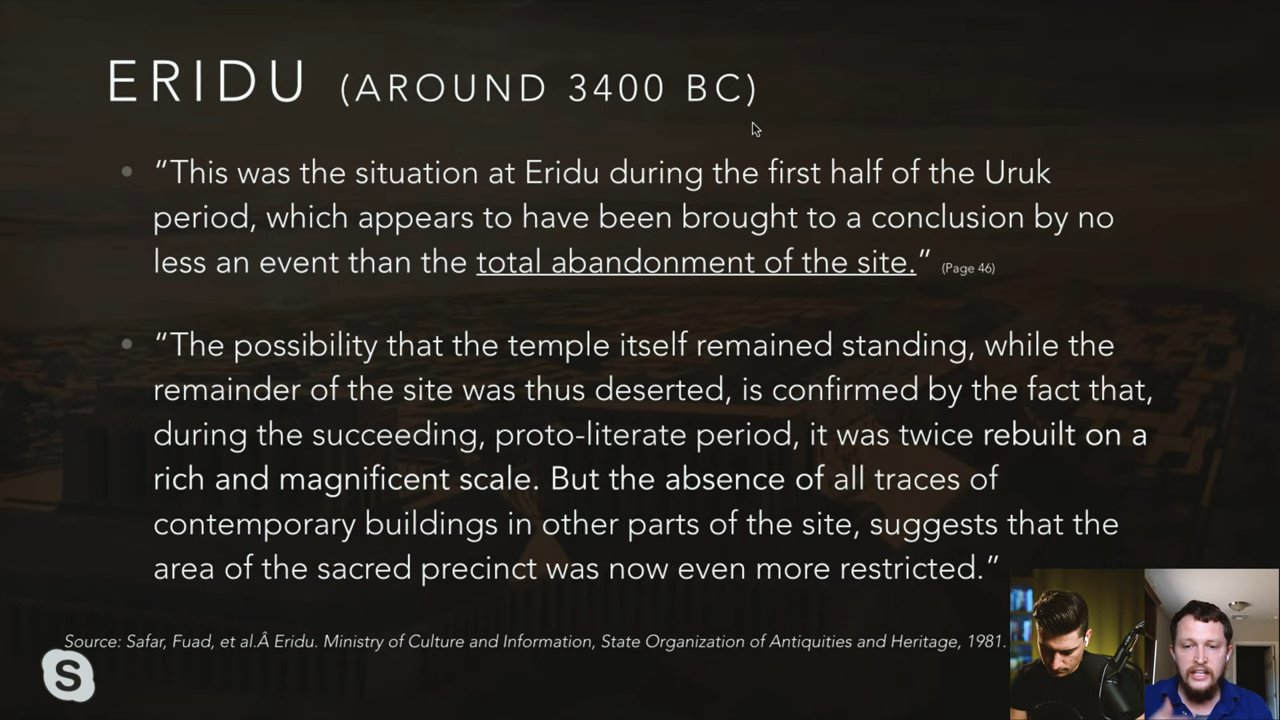 ERIDU (AROUND 3400 BC)
• “This was the situation at Eridu during the first half of the Uruk
period, which appears to have been brought to a conclusion by no
less an event than the total abandonment of the site.” (Page 46)
• “The possibility that the temple itself remained standing, while the
remainder of the site was thus deserted, is confirmed by the fact that,
during the succeeding, proto-literate period, it was twice rebuilt on a
rich and magnificent scale. But the absence of all traces of
contemporary buildings in other parts of the site, suggests that the
area of the sacred precinct was now even more restricted.”
Source: Safar, Fuad, et al.Â Eridu. Ministry of Culture and Information, State Organization of Antiquities and Heritage, 1981.
S